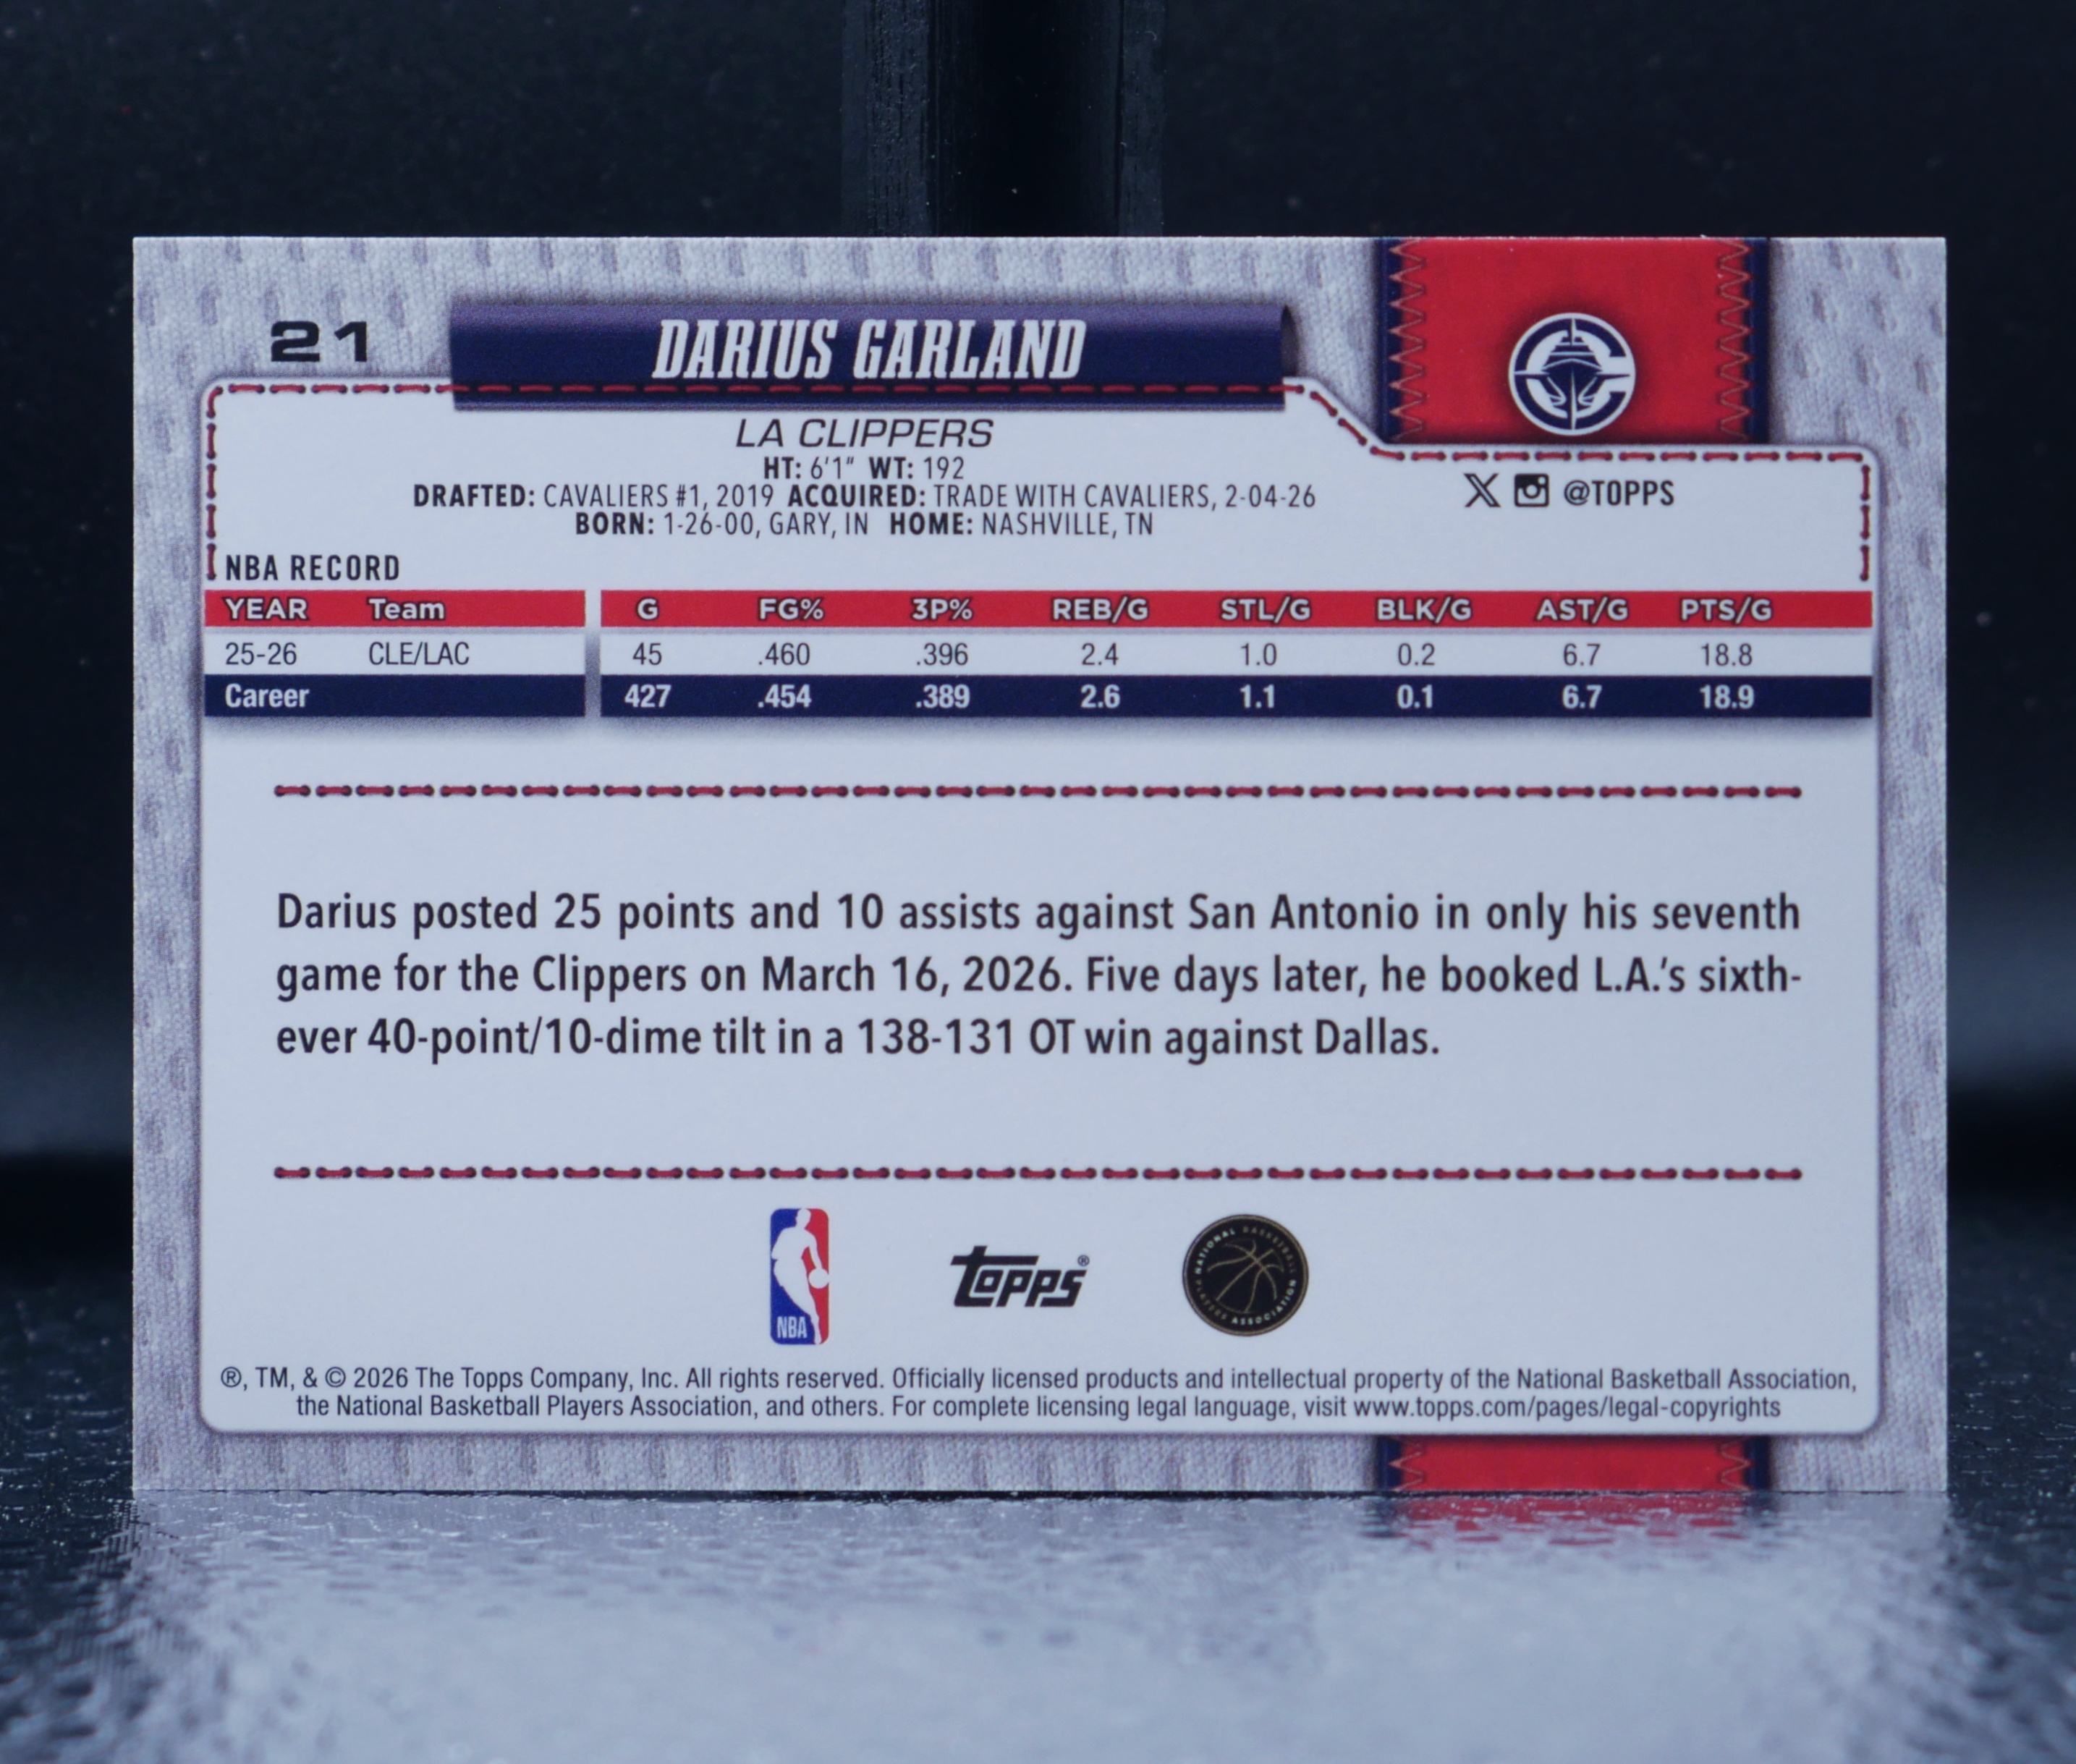 21
DARIUS GARLAND
LA CLIPPERS
HT: 6'1" WT: 192
DRAFTED: CAVALIERS #1, 2019 ACQUIRED: TRADE WITH CAVALIERS, 2-04-26
BORN: 1-26-00, GARY, IN HOME: NASHVILLE, TN
@TOPPS
NBA RECORD
YEAR Team G FG% 3P% REB/G STL/G BLK/G AST/G PTS/G
25-26 CLE/LAC 45 .460 .396 2.4 1.0 0.2 6.7 18.8
Career 427 .454 .389 2.6 1.1 0.1 6.7 18.9
Darius posted 25 points and 10 assists against San Antonio in only his seventh
game for the Clippers on March 16, 2026. Five days later, he booked L.A.'s sixth-
ever 40-point/10-dime tilt in a 138-131 OT win against Dallas.
NBA
topps®
NATIONAL BASKETBALL PLAYERS ASSOCIATION
®, TM, & © 2026 The Topps Company, Inc. All rights reserved. Officially licensed products and intellectual property of the National Basketball Association,
the National Basketball Players Association, and others. For complete licensing legal language, visit www.topps.com/pages/legal-copyrights